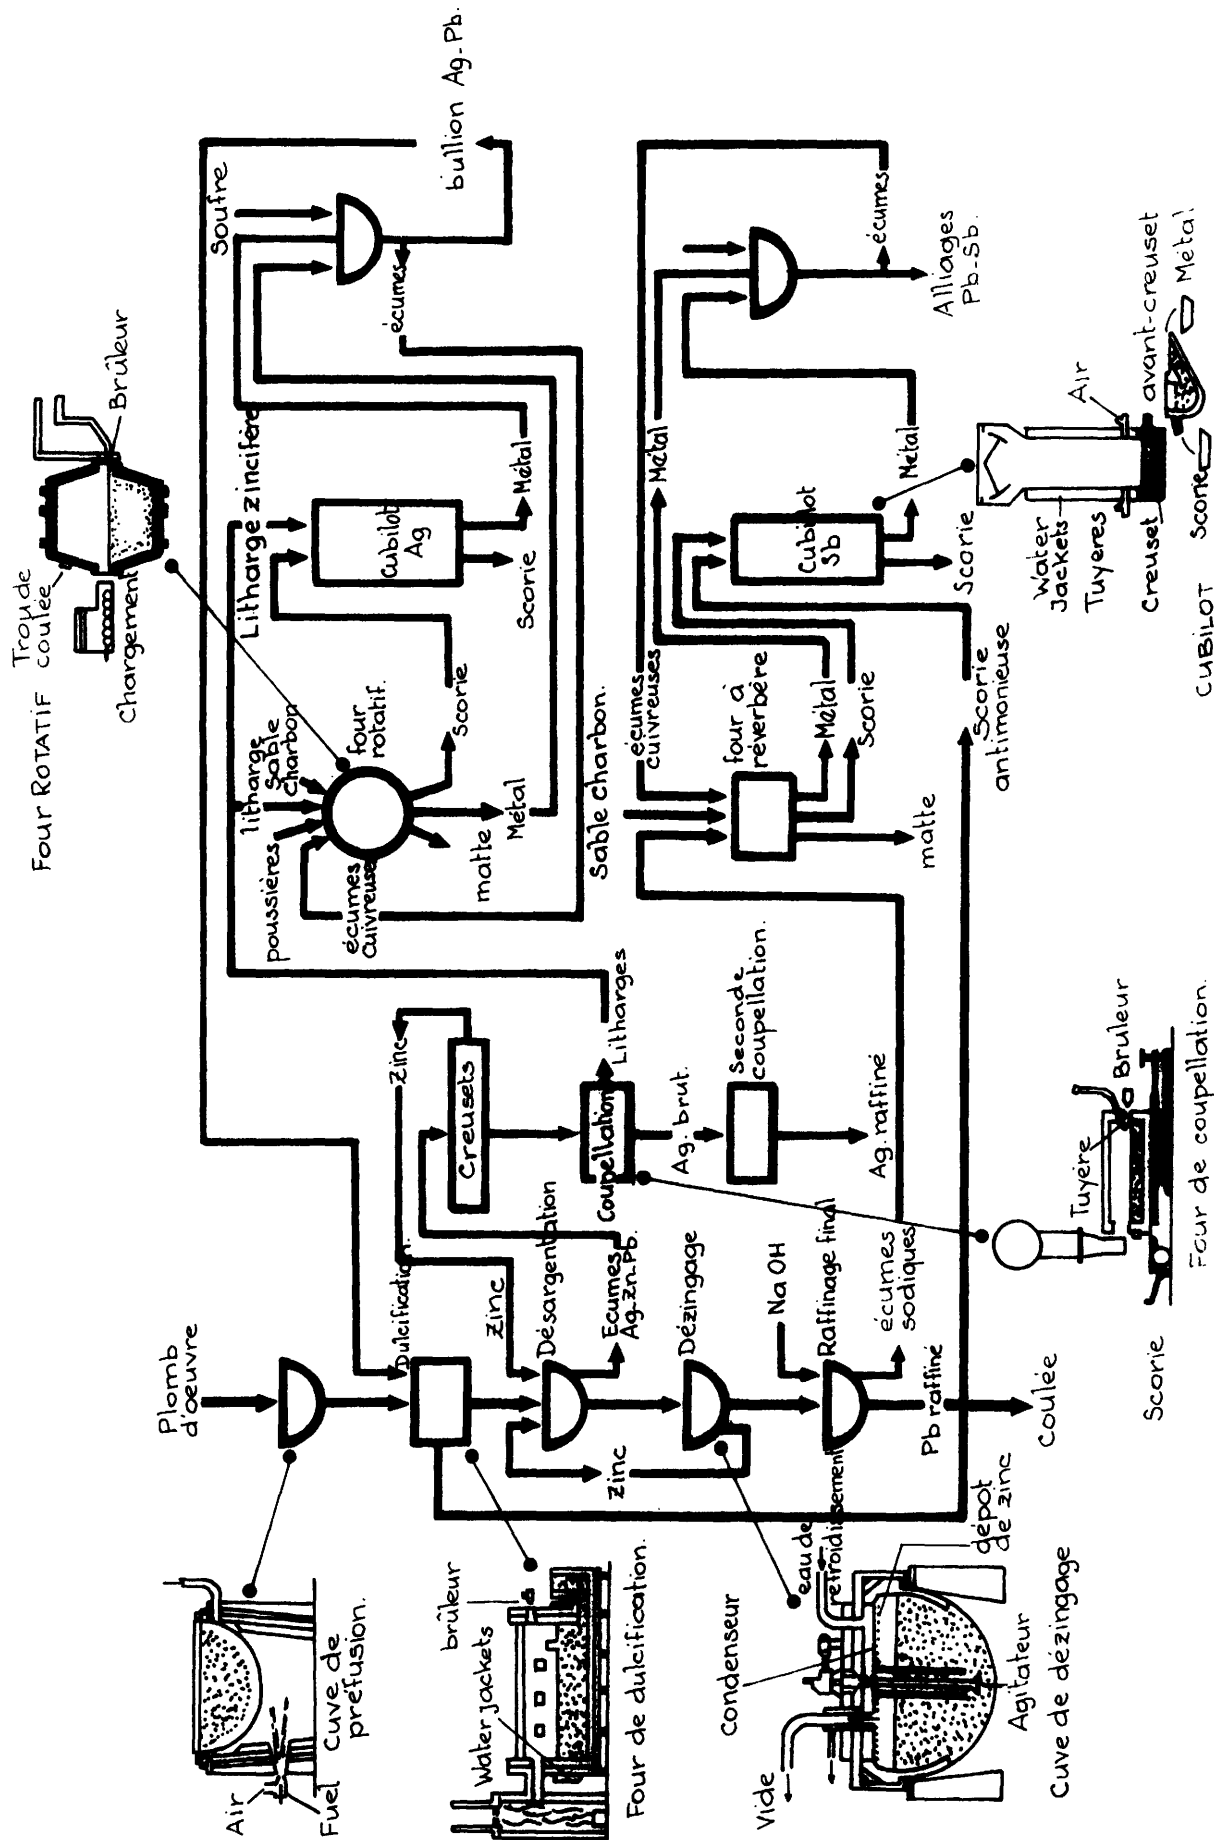 Plomb
d'oeuvre
Air
Fuel
Cuve de
préfusion.
Dulcification.
brûleur
Water jackets
Four de dulcification.
zinc
Désargentation
Ecumes
Ag-Zn-Pb.
zinc
Dézingage
NaOH
Raffinage final
écumes
sodiques
Pb raffiné
Coulée
Vide
Condenseur
eau de
refroidissement
dépôt
de zinc
Agitateur
Cuve de dézingage
zinc
Creusets
Coupellation
Litharges
Ag. brut.
Seconde
coupellation.
Ag. raffiné
Tuyère
Bruleur
Scorie
Four de coupellation.
Four ROTATIF
Trou de
coulée
Chargement
Brûleur
litharge
sable
charbon
poussières
écumes
cuivreuse
four
rotatif.
Scorie
matte
Métal
Litharge zincifère
Cubilot
Ag
Scorie
Métal
soufre
écumes
bullion Ag-Pb.
Sable charbon.
écumes
cuivreuses
four à
réverbère
Métal
Scorie
matte
Métal
Scorie
antimonieuse
Cubilot
Sb
Scorie
Métal
écumes
Alliages
Pb-Sb.
Water
Jackets
Tuyères
Creuset
Air
avant-creuset
Métal
Scorie
CUBILOT